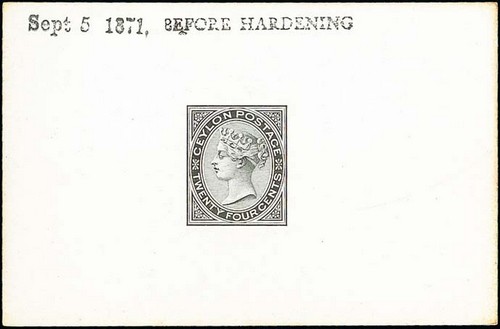 Sept 5 1871, BEFORE HARDENING
CEYLON POSTAGE
TWENTY FOUR CENTS